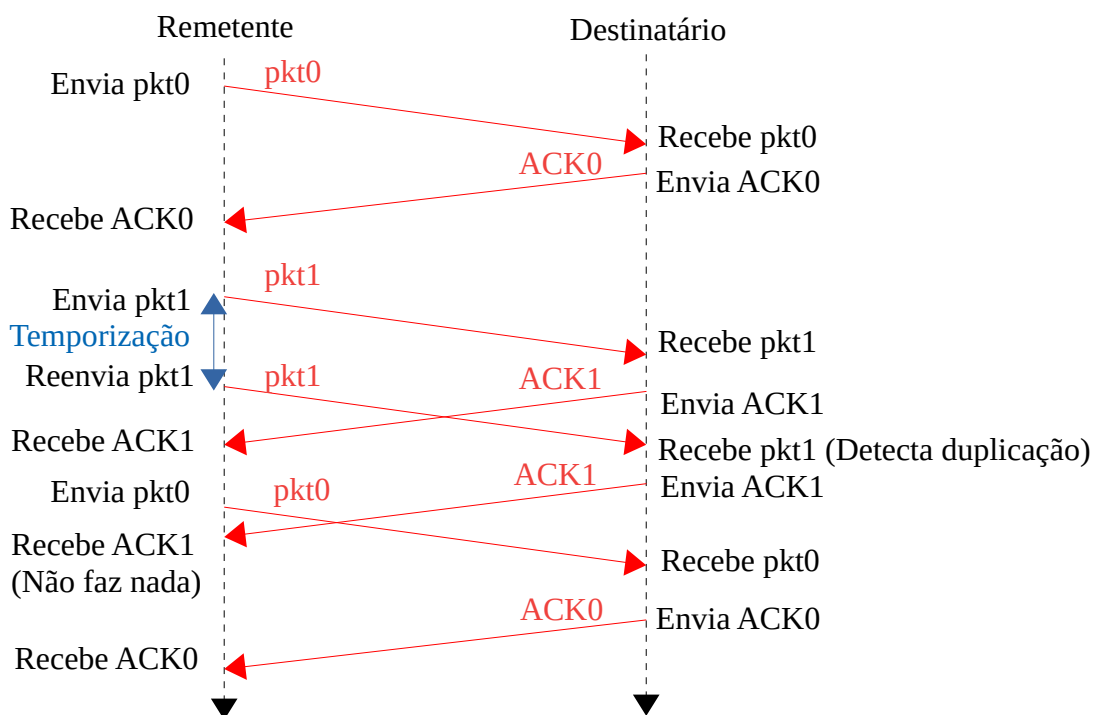 Remetente
Destinatário
Envia pkt0
pkt0
Recebe pkt0
ACK0
Envia ACK0
Recebe ACK0
pkt1
Envia pkt1
Temporização
Recebe pkt1
Reenvia pkt1
pkt1
ACK1
Envia ACK1
Recebe ACK1
Recebe pkt1 (Detecta duplicação)
ACK1
Envia ACK1
Envia pkt0
pkt0
Recebe ACK1
(Não faz nada)
Recebe pkt0
ACK0
Envia ACK0
Recebe ACK0